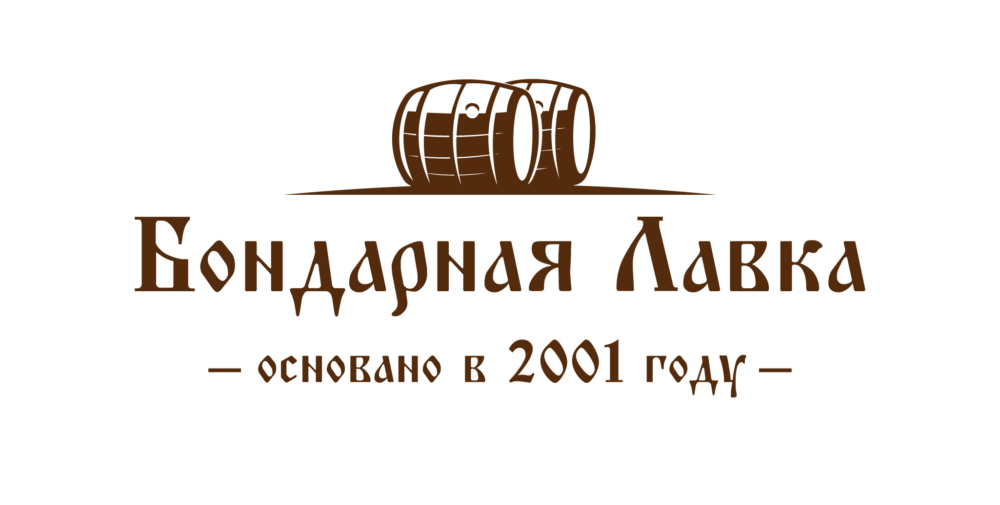 Бондарная Лавка
— основано в 2001 году —